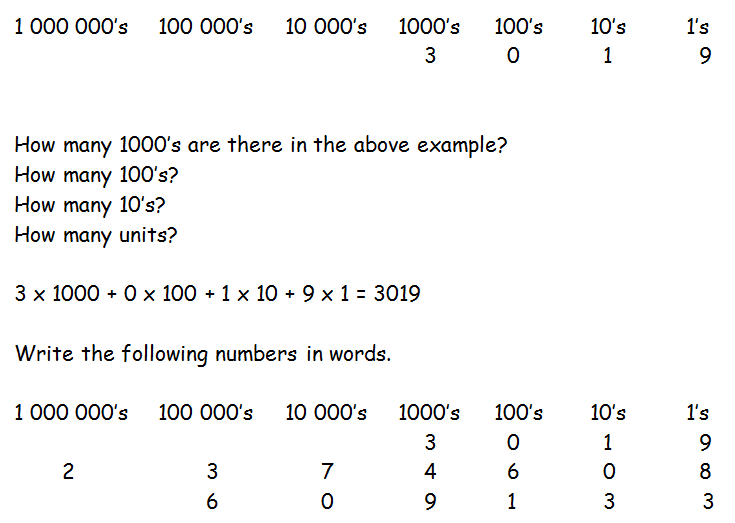 1 000 000's 100 000's 10 000's 1000's 100's 10's 1's
3 0 1 9
How many 1000's are there in the above example?
How many 100's?
How many 10's?
How many units?
3 x 1000 + 0 x 100 + 1 x 10 + 9 x 1 = 3019
Write the following numbers in words.
1 000 000's 100 000's 10 000's 1000's 100's 10's 1's
3 0 1 9
2 3 7 4 6 0 8
6 0 9 1 3 3